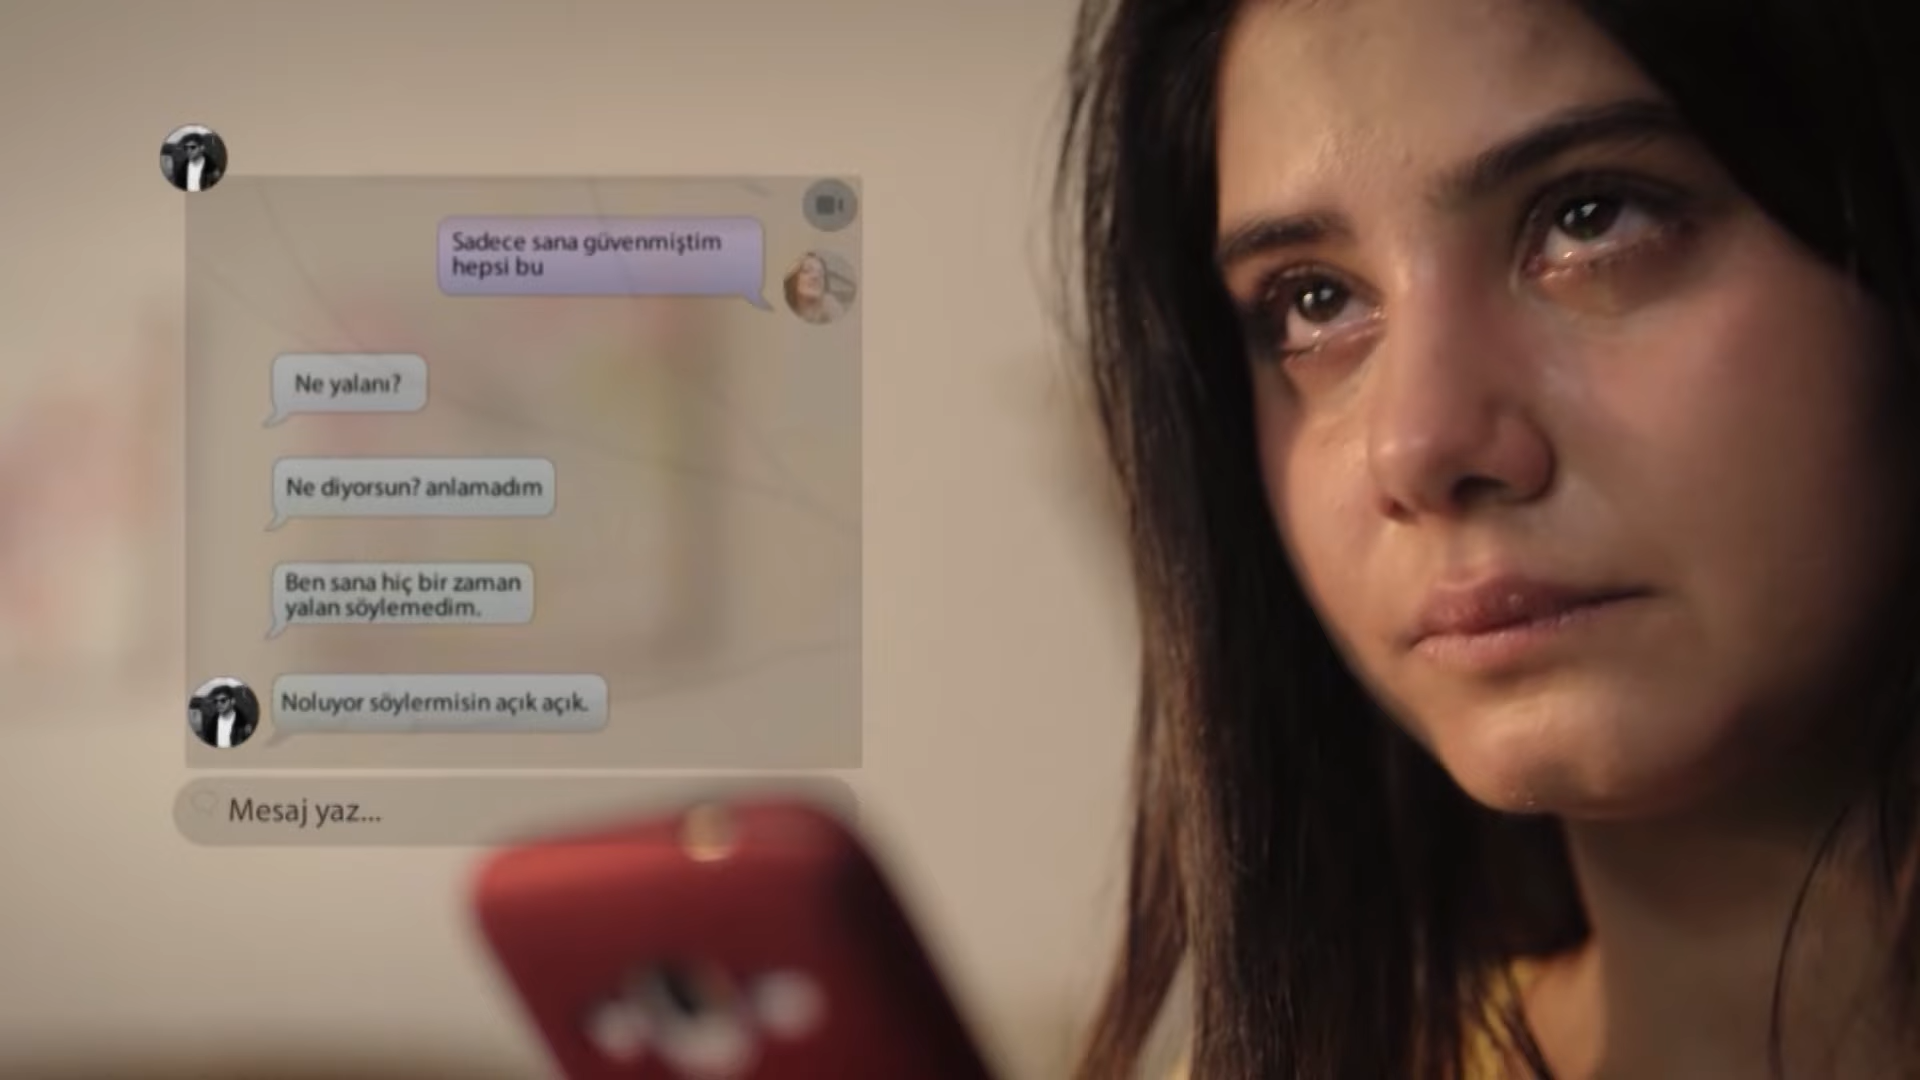 Sadece sana güvenmiştim
hepsi bu
Ne yalanı?
Ne diyorsun? anlamadım
Ben sana hiç bir zaman
yalan söylemedim.
Noluyor söylermisin açık açık.
Mesaj yaz...